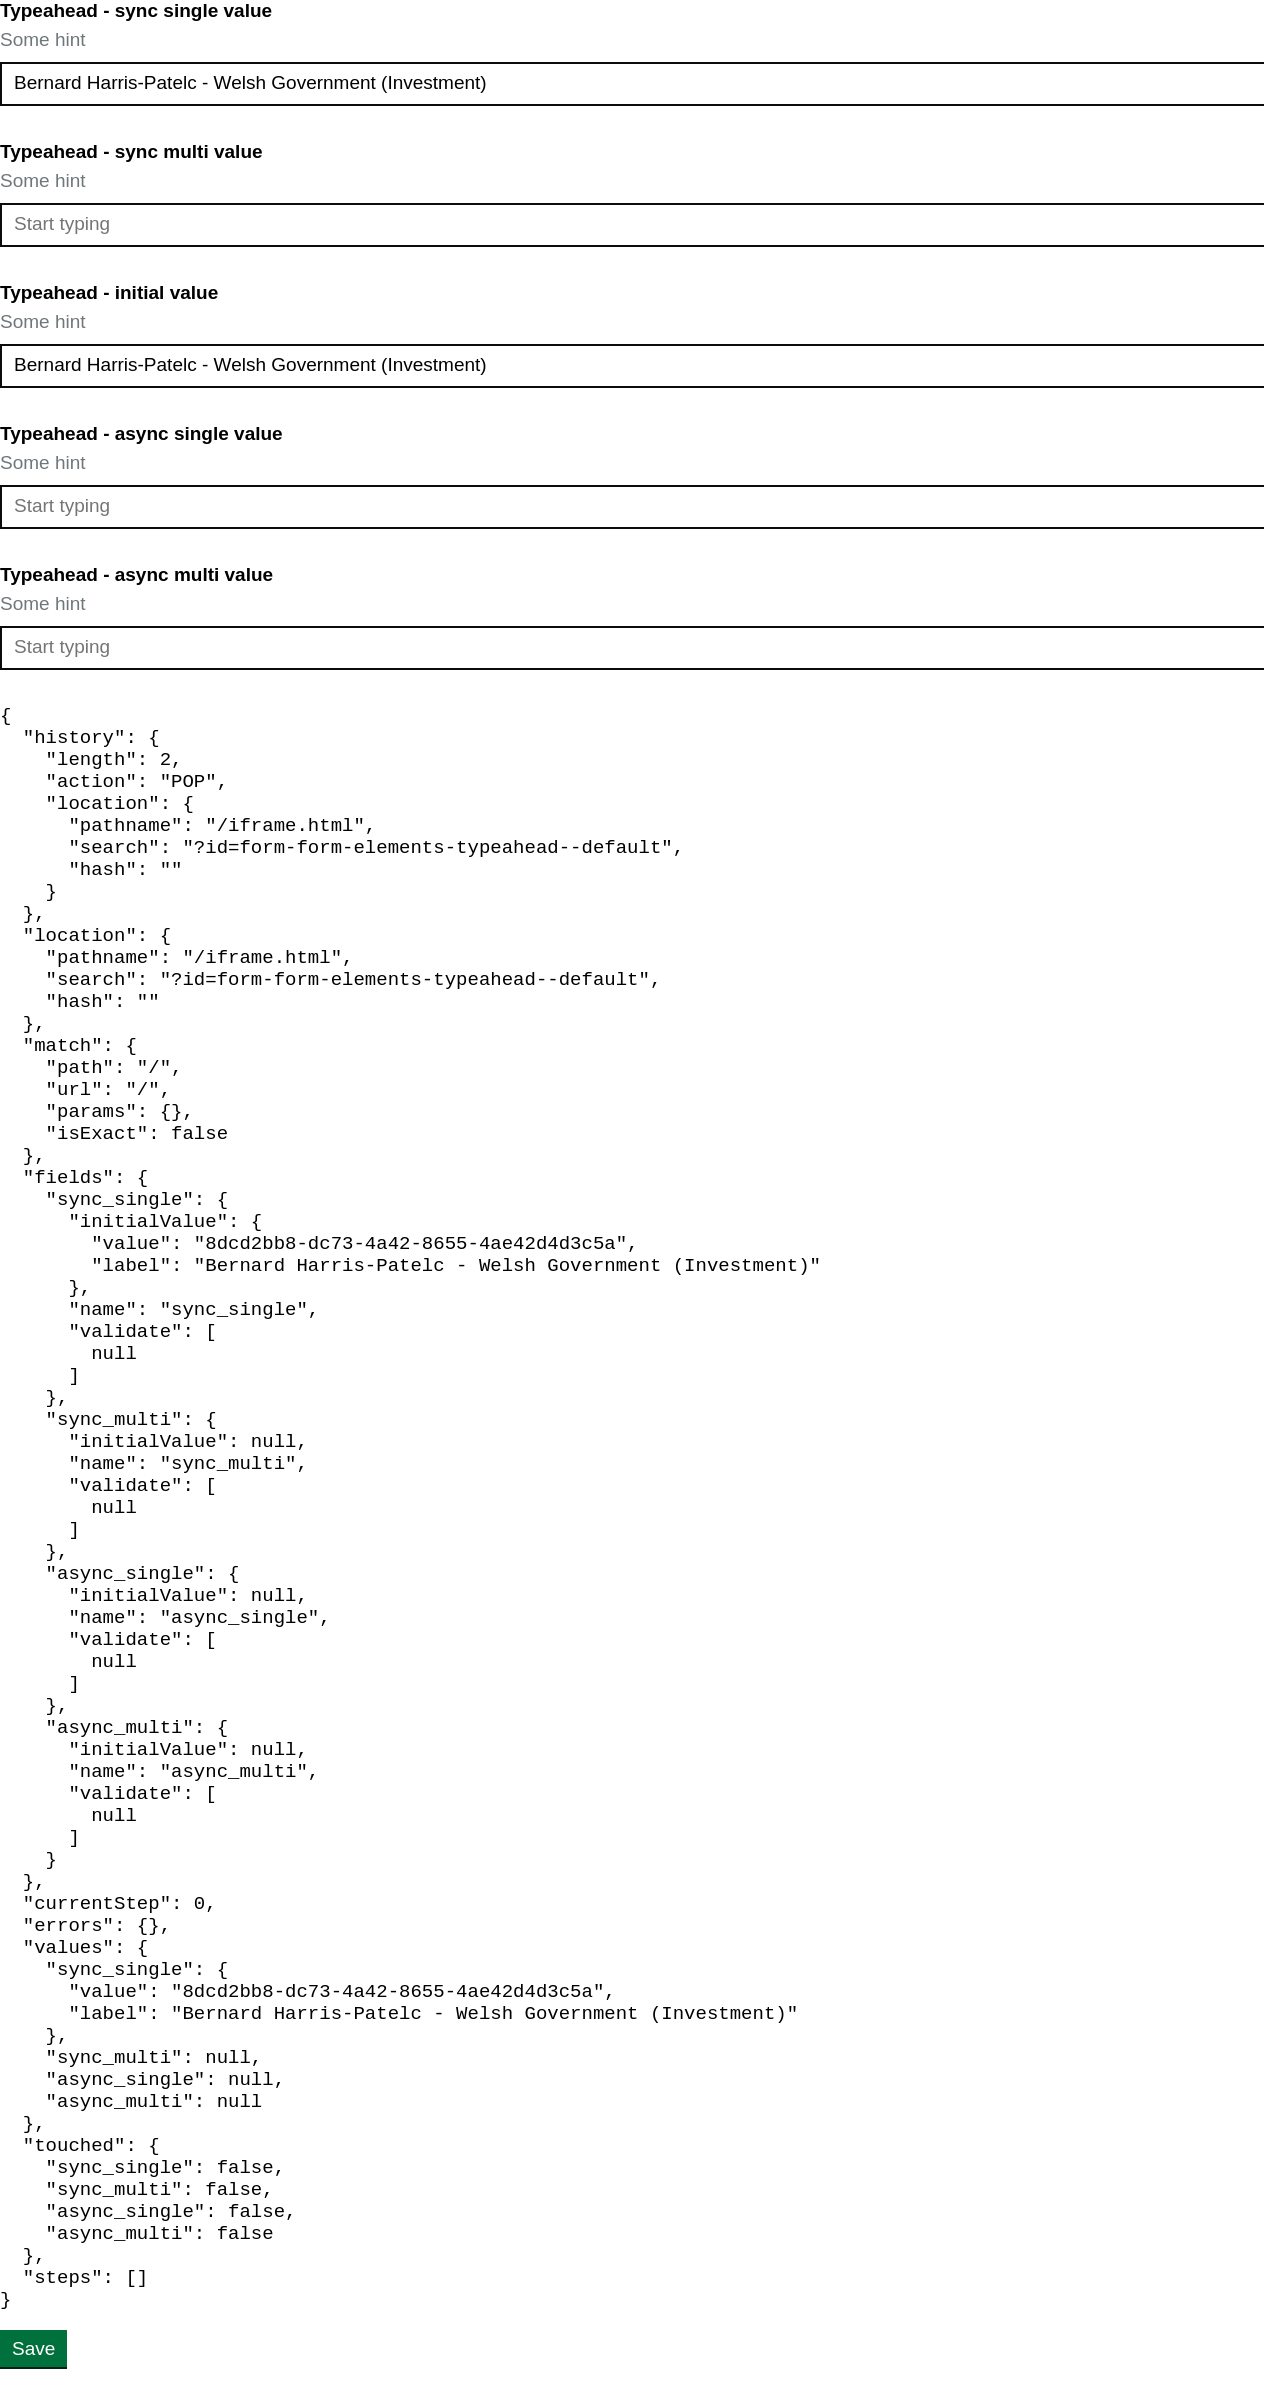 Typeahead - sync single value
Some hint
Bernard Harris-Patelc - Welsh Government (Investment)
Typeahead - sync multi value
Some hint
Start typing
Typeahead - initial value
Some hint
Bernard Harris-Patelc - Welsh Government (Investment)
Typeahead - async single value
Some hint
Start typing
Typeahead - async multi value
Some hint
Start typing
{
  "history": {
    "length": 2,
    "action": "POP",
    "location": {
      "pathname": "/iframe.html",
      "search": "?id=form-form-elements-typeahead--default",
      "hash": ""
    }
  },
  "location": {
    "pathname": "/iframe.html",
    "search": "?id=form-form-elements-typeahead--default",
    "hash": ""
  },
  "match": {
    "path": "/",
    "url": "/",
    "params": {},
    "isExact": false
  },
  "fields": {
    "sync_single": {
      "initialValue": {
        "value": "8dcd2bb8-dc73-4a42-8655-4ae42d4d3c5a",
        "label": "Bernard Harris-Patelc - Welsh Government (Investment)"
      },
      "name": "sync_single",
      "validate": [
        null
      ]
    },
    "sync_multi": {
      "initialValue": null,
      "name": "sync_multi",
      "validate": [
        null
      ]
    },
    "async_single": {
      "initialValue": null,
      "name": "async_single",
      "validate": [
        null
      ]
    },
    "async_multi": {
      "initialValue": null,
      "name": "async_multi",
      "validate": [
        null
      ]
    }
  },
  "currentStep": 0,
  "errors": {},
  "values": {
    "sync_single": {
      "value": "8dcd2bb8-dc73-4a42-8655-4ae42d4d3c5a",
      "label": "Bernard Harris-Patelc - Welsh Government (Investment)"
    },
    "sync_multi": null,
    "async_single": null,
    "async_multi": null
  },
  "touched": {
    "sync_single": false,
    "sync_multi": false,
    "async_single": false,
    "async_multi": false
  },
  "steps": []
}
Save